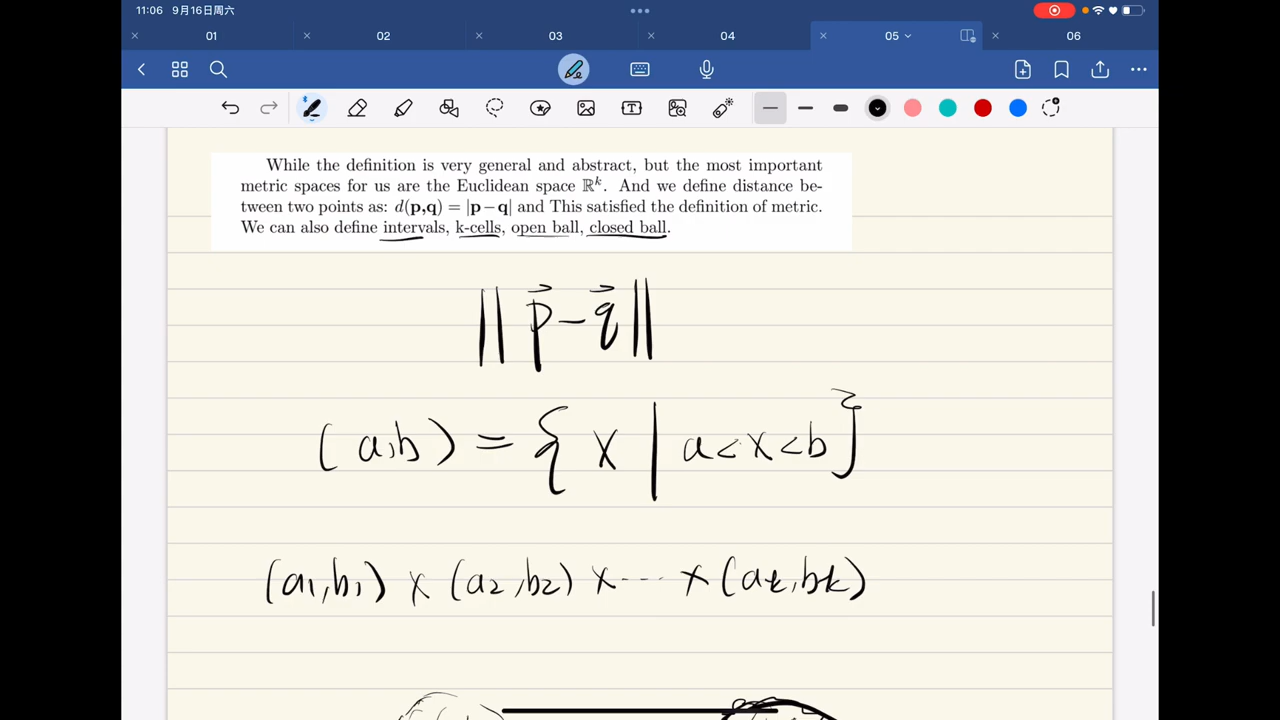 11:06 9月16日周六
01 02 03 04 05 06
While the definition is very general and abstract, but the most important
metric spaces for us are the Euclidean space ℝᵏ. And we define distance be-
tween two points as: d(p,q) = |p−q| and This satisfied the definition of metric.
We can also define intervals, k-cells, open ball, closed ball.
‖p⃗ − q⃗‖
(a,b) = { x | a<x<b}
(a₁,b₁) × (a₂,b₂) × ··· × (aₖ,bₖ)